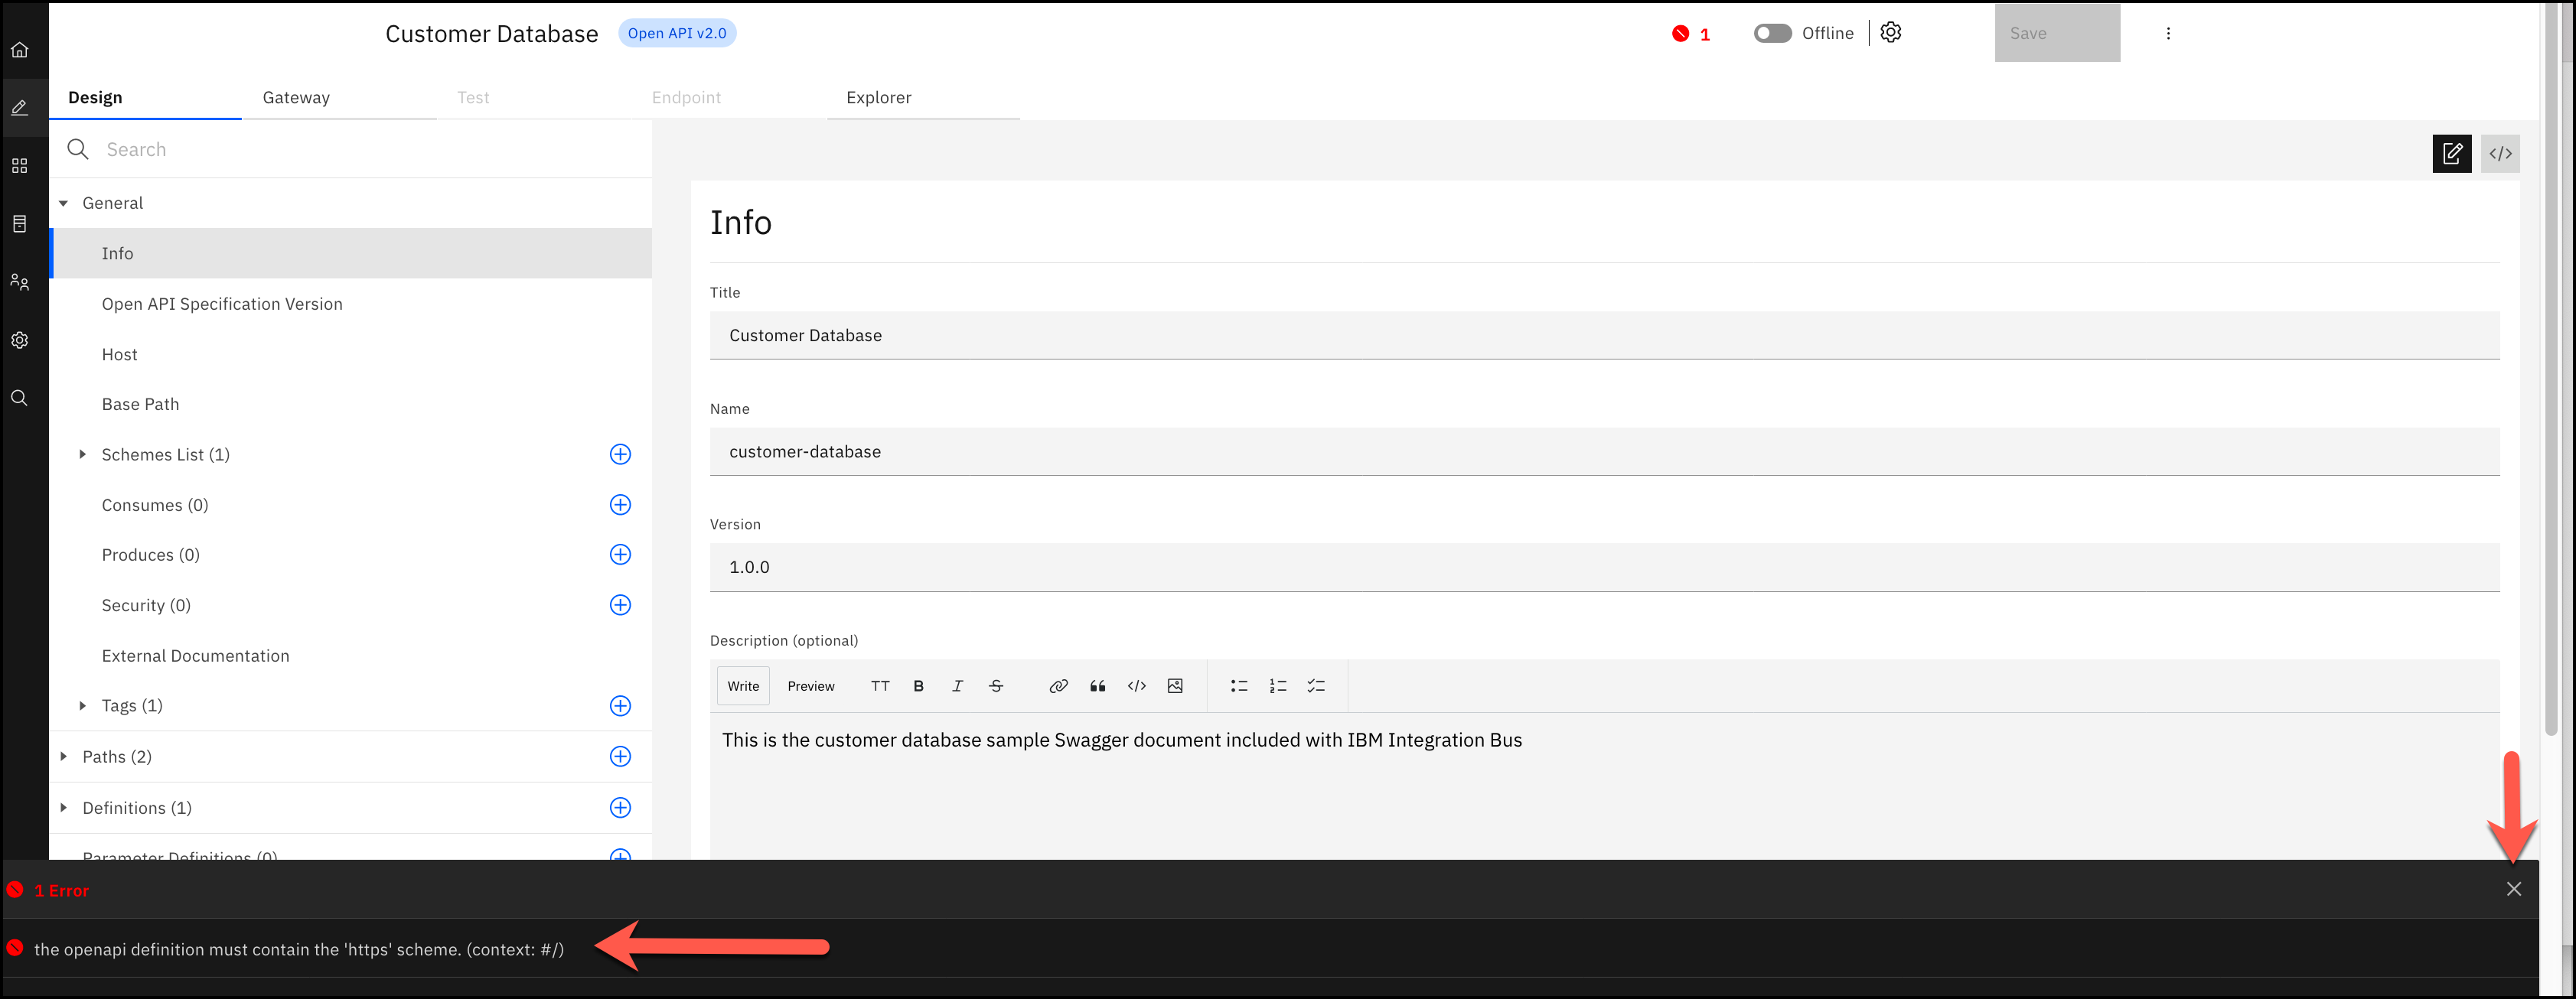 Customer Database
Open API v2.0
1
Offline
Save
Design
Gateway
Test
Endpoint
Explorer
Search
General
Info
Open API Specification Version
Host
Base Path
Schemes List (1)
Consumes (0)
Produces (0)
Security (0)
External Documentation
Tags (1)
Paths (2)
Definitions (1)
Parameter Definitions (0)
Info
Title
Customer Database
Name
customer-database
Version
1.0.0
Description (optional)
Write
Preview
TT B I S
This is the customer database sample Swagger document included with IBM Integration Bus
1 Error
the openapi definition must contain the 'https' scheme. (context: #/)